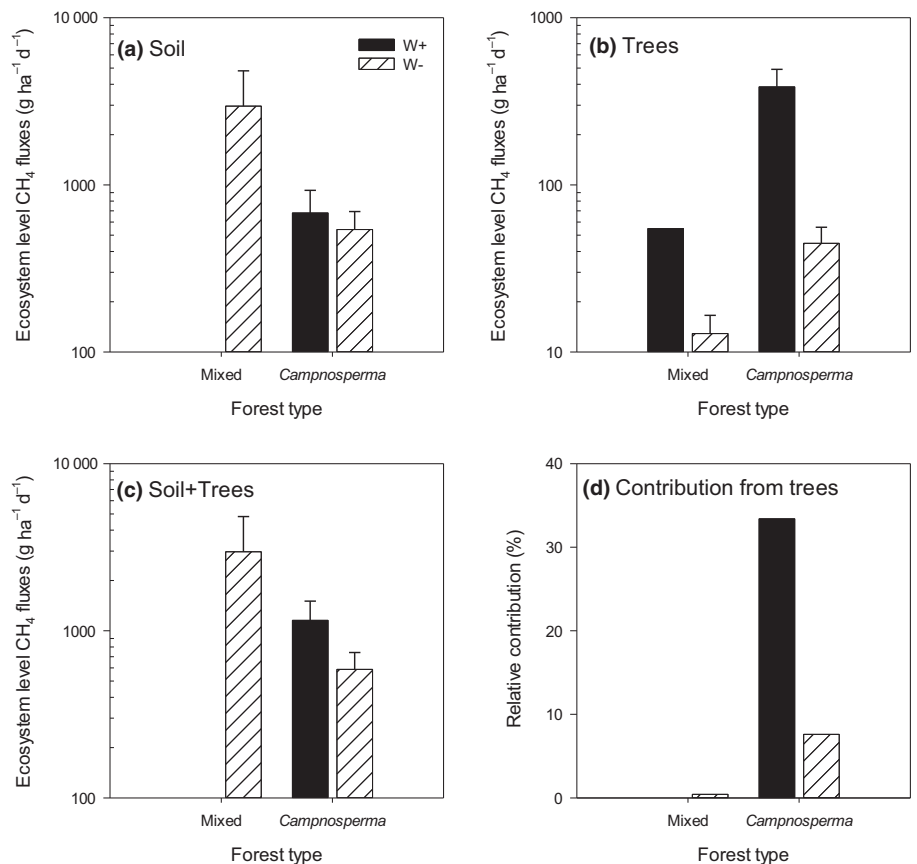 (a) Soil
W+
W-
10 000
1000
100
Ecosystem level CH₄ fluxes (g ha⁻¹ d⁻¹)
Mixed
Campnosperma
Forest type
(b) Trees
1000
100
10
Ecosystem level CH₄ fluxes (g ha⁻¹ d⁻¹)
Mixed
Campnosperma
Forest type
(c) Soil+Trees
10 000
1000
100
Ecosystem level CH₄ fluxes (g ha⁻¹ d⁻¹)
Mixed
Campnosperma
Forest type
(d) Contribution from trees
40
30
20
10
0
Relative contribution (%)
Mixed
Campnosperma
Forest type